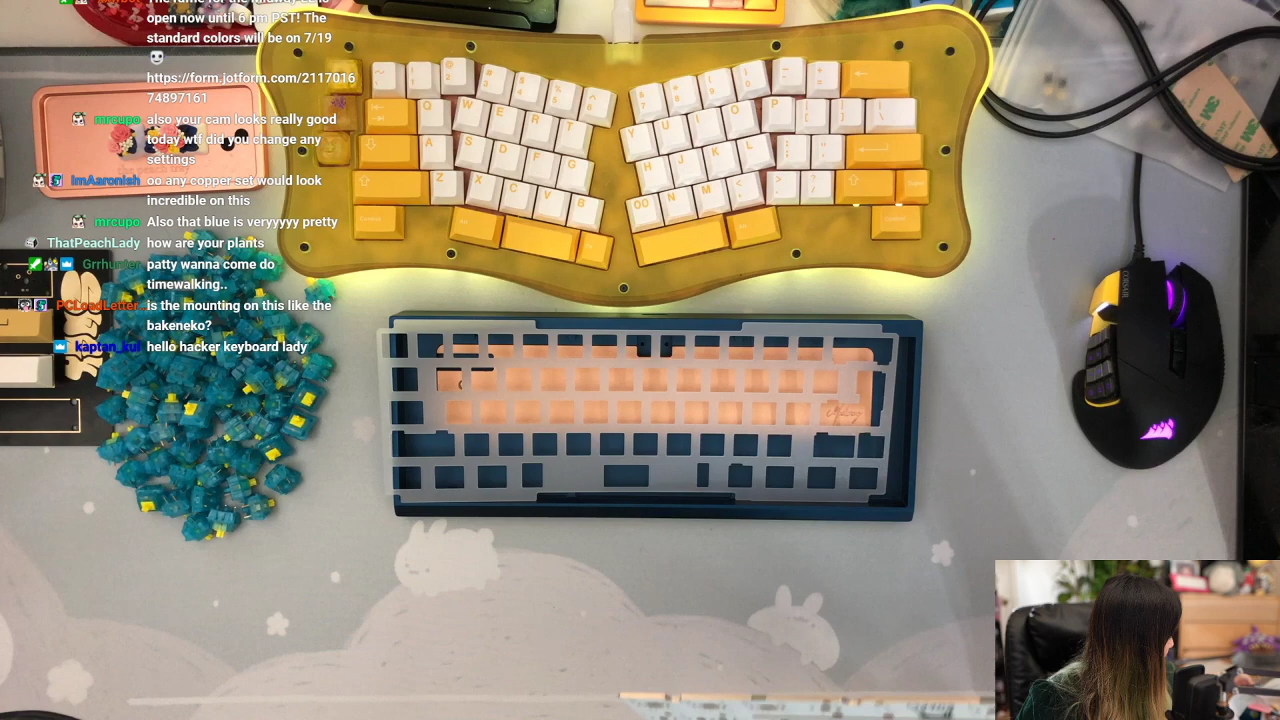 open now until 6 pm PST! The
standard colors will be on 7/19
https://form.jotform.com/2117016
74897161
mrcupo also your cam looks really good
today wtf did you change any
settings
ImAaronish oo any copper set would look
incredible on this
mrcupo Also that blue is veryyyyy pretty
ThatPeachLady how are your plants
Grrhunter patty wanna come do
timewalking..
PCLoadLetter is the mounting on this like the
bakeneko?
kaptan_kul hello hacker keyboard lady
Q W E R T Y U I O P
A S D F G H J K L
Z X C V B 00 N M
CORSAIR
3M